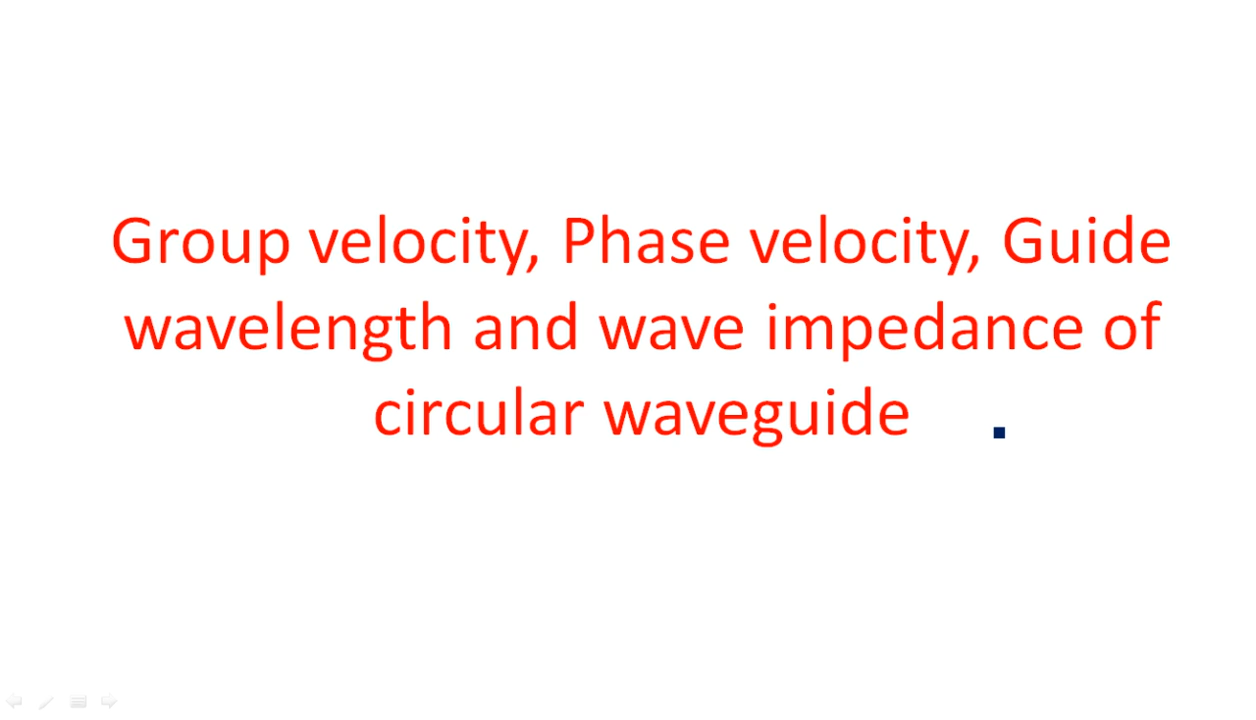 Group velocity, Phase velocity, Guide
wavelength and wave impedance of
circular waveguide